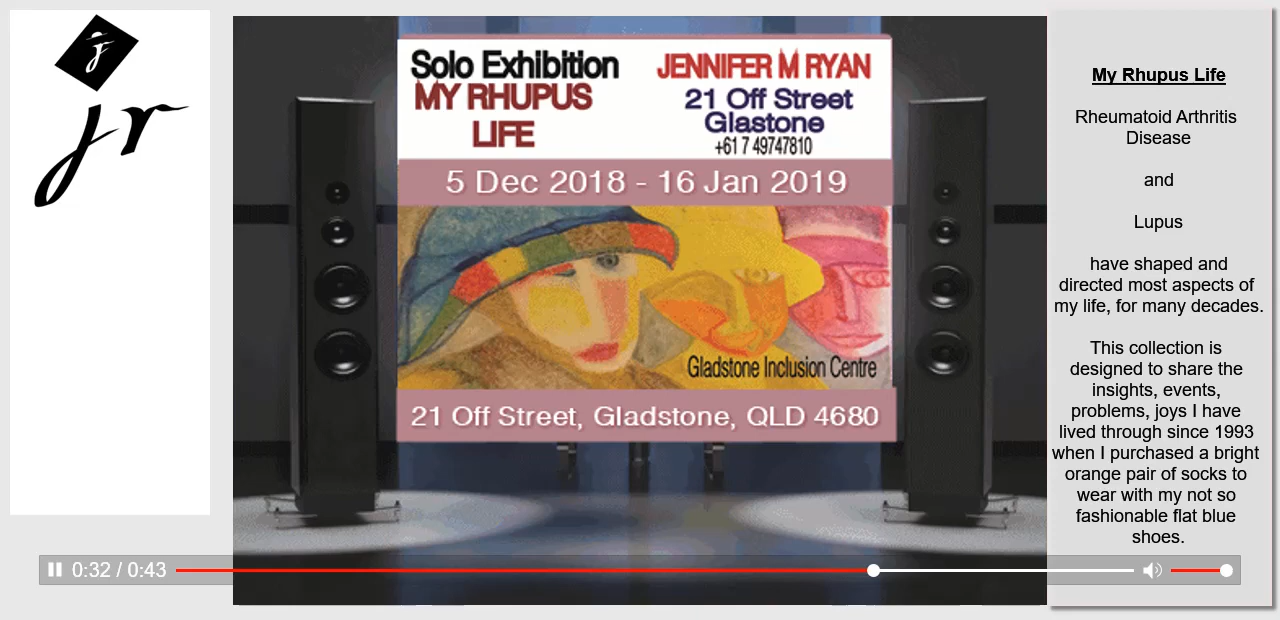 jr
Solo Exhibition
MY RHUPUS
LIFE
JENNIFER M RYAN
21 Off Street
Glastone
+61 7 49747810
5 Dec 2018 - 16 Jan 2019
Gladstone Inclusion Centre
21 Off Street, Gladstone, QLD 4680
My Rhupus Life
Rheumatoid Arthritis
Disease
and
Lupus
have shaped and
directed most aspects of
my life, for many decades.
This collection is
designed to share the
insights, events,
problems, joys I have
lived through since 1993
when I purchased a bright
orange pair of socks to
wear with my not so
fashionable flat blue
shoes.
0:32 / 0:43